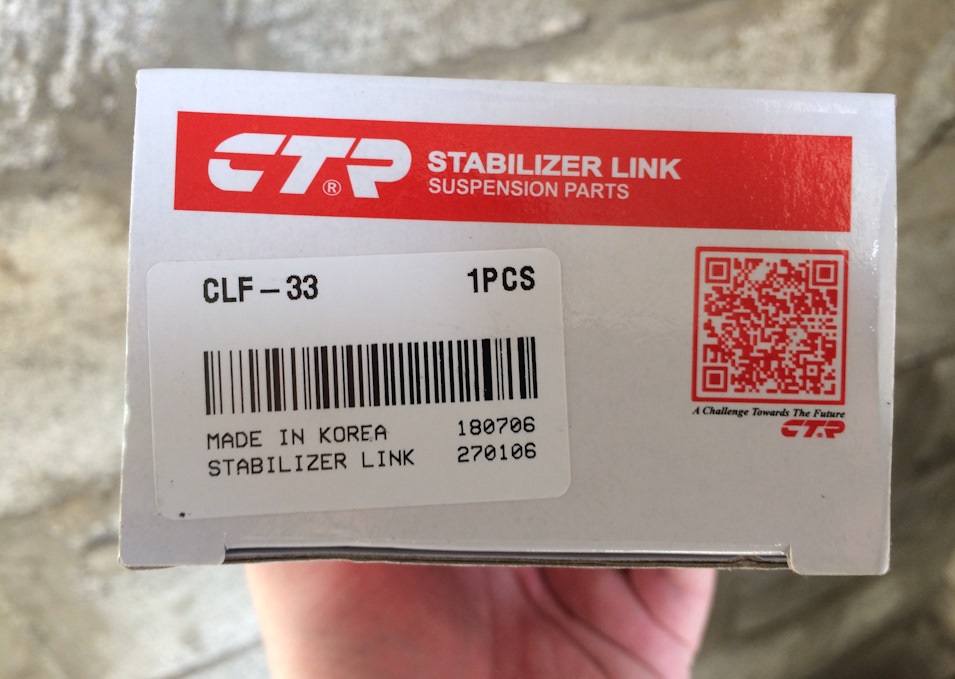 CTR® STABILIZER LINK
SUSPENSION PARTS
CLF-33 1PCS
MADE IN KOREA 180706
STABILIZER LINK 270106
A Challenge Towards The Future
CTR